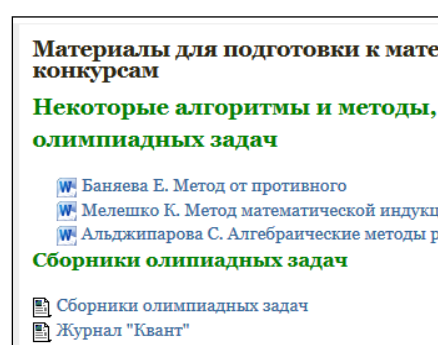 Материалы для подготовки к мате
конкурсам
Некоторые алгоритмы и методы,
олимпиадных задач
Баняева Е. Метод от противного
Мелешко К. Метод математической индукц
Альджипарова С. Алгебраические методы р
Сборники олипиадных задач
Сборники олимпиадных задач
Журнал "Квант"